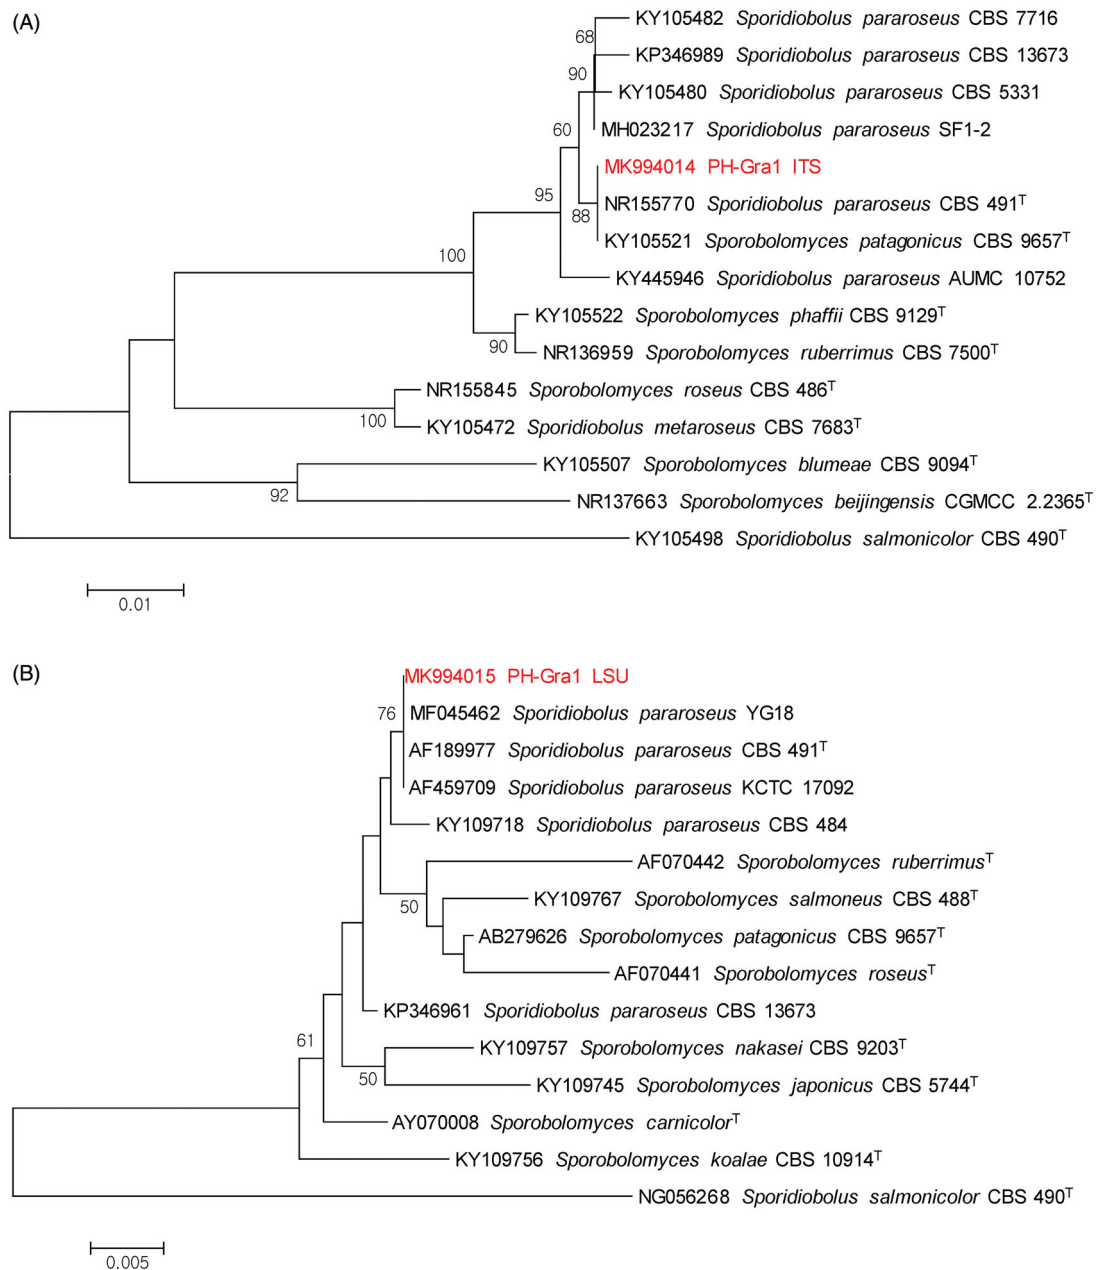 (A)
KY105482 Sporidiobolus pararoseus CBS 7716
68
KP346989 Sporidiobolus pararoseus CBS 13673
90
KY105480 Sporidiobolus pararoseus CBS 5331
60
MH023217 Sporidiobolus pararoseus SF1-2
MK994014 PH-Gra1 ITS
95
NR155770 Sporidiobolus pararoseus CBS 491ᵀ
88
KY105521 Sporobolomyces patagonicus CBS 9657ᵀ
100
KY445946 Sporidiobolus pararoseus AUMC 10752
KY105522 Sporobolomyces phaffii CBS 9129ᵀ
90
NR136959 Sporobolomyces ruberrimus CBS 7500ᵀ
NR155845 Sporobolomyces roseus CBS 486ᵀ
100
KY105472 Sporidiobolus metaroseus CBS 7683ᵀ
KY105507 Sporobolomyces blumeae CBS 9094ᵀ
92
NR137663 Sporobolomyces beijingensis CGMCC 2.2365ᵀ
KY105498 Sporidiobolus salmonicolor CBS 490ᵀ
0.01
(B)
MK994015 PH-Gra1 LSU
76
MF045462 Sporidiobolus pararoseus YG18
AF189977 Sporidiobolus pararoseus CBS 491ᵀ
AF459709 Sporidiobolus pararoseus KCTC 17092
KY109718 Sporidiobolus pararoseus CBS 484
AF070442 Sporobolomyces ruberrimusᵀ
50
KY109767 Sporobolomyces salmoneus CBS 488ᵀ
AB279626 Sporobolomyces patagonicus CBS 9657ᵀ
AF070441 Sporobolomyces roseusᵀ
KP346961 Sporidiobolus pararoseus CBS 13673
61
KY109757 Sporobolomyces nakasei CBS 9203ᵀ
50
KY109745 Sporobolomyces japonicus CBS 5744ᵀ
AY070008 Sporobolomyces carnicolorᵀ
KY109756 Sporobolomyces koalae CBS 10914ᵀ
NG056268 Sporidiobolus salmonicolor CBS 490ᵀ
0.005